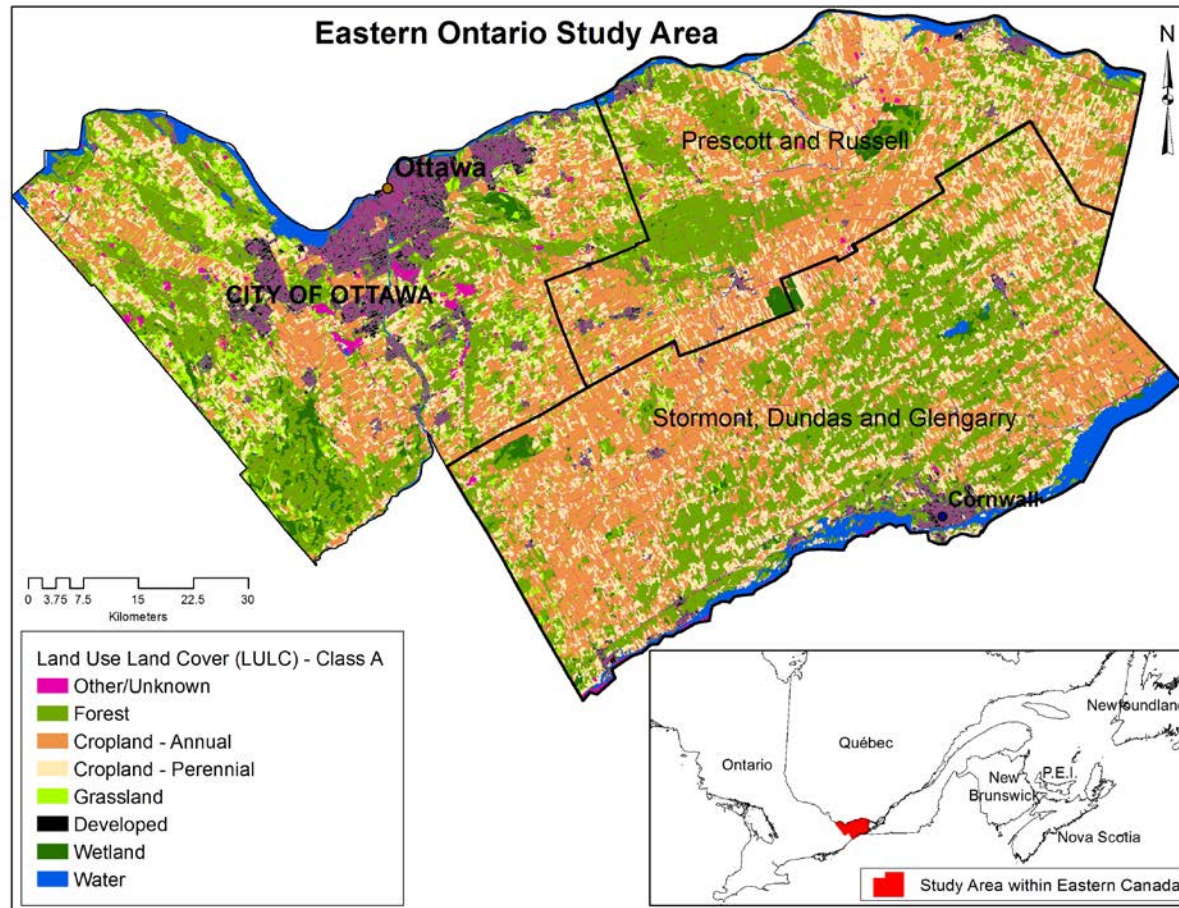 Eastern Ontario Study Area
N
Prescott and Russell
Ottawa
CITY OF OTTAWA
Stormont, Dundas and Glengarry
Cornwall
0 3.75 7.5 15 22.5 30
Kilometers
Land Use Land Cover (LULC) - Class A
Other/Unknown
Forest
Cropland - Annual
Cropland - Perennial
Grassland
Developed
Wetland
Water
Newfoundland
Québec
Ontario
P.E.I.
New
Brunswick
Nova Scotia
Study Area within Eastern Canada